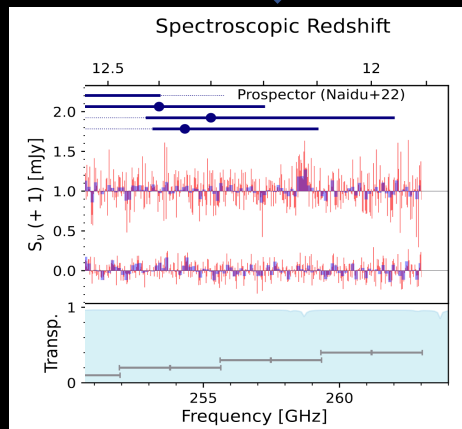 Spectroscopic Redshift
12.5 12
Prospector (Naidu+22)
2.0
1.5
1.0
0.5
0.0
Sν (+ 1) [mJy]
1
0
Transp.
255 260
Frequency [GHz]